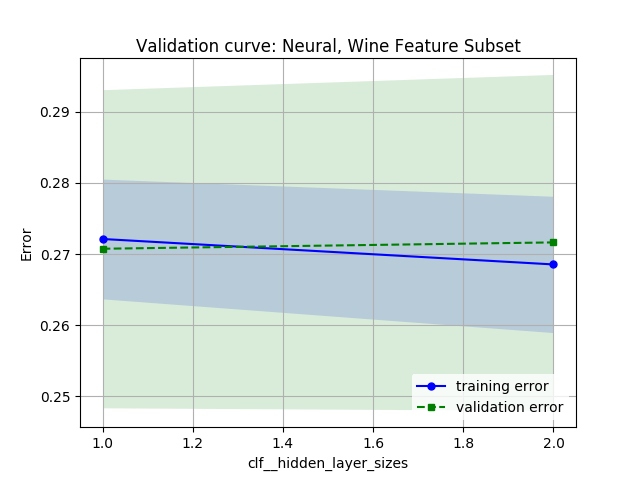 Validation curve: Neural, Wine Feature Subset
Error
0.29
0.28
0.27
0.26
0.25
training error
validation error
1.0 1.2 1.4 1.6 1.8 2.0
clf__hidden_layer_sizes